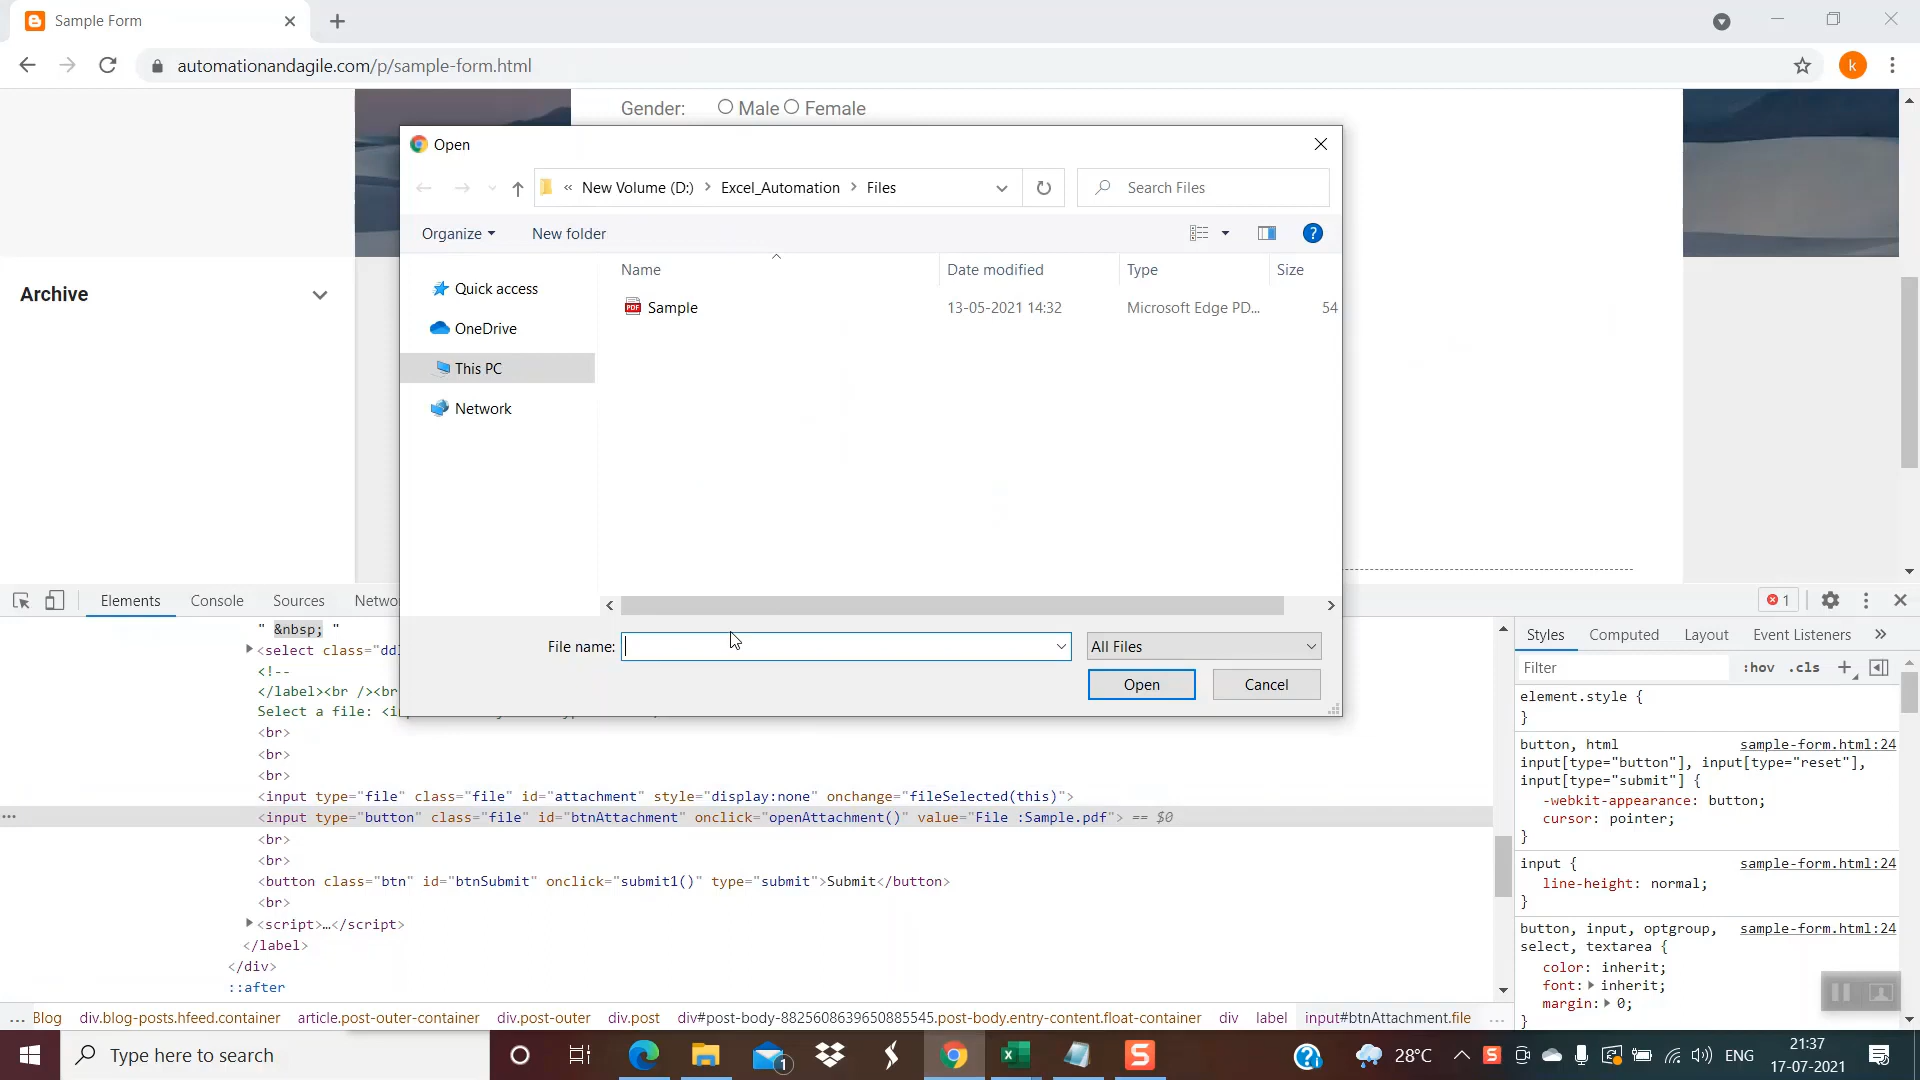 Sample Form
automationandagile.com/p/sample-form.html
k
Gender: Male Female
Archive
Open
« New Volume (D:) > Excel_Automation > Files
Search Files
Organize
New folder
?
Name Date modified Type Size
Quick access
OneDrive
This PC
Network
PDF Sample 13-05-2021 14:32 Microsoft Edge PD... 54
File name:
All Files
Open
Cancel
Elements Console Sources
1
" &nbsp; "
<select class="ddl
<!--
</label><br /><br
Select a file:
<br>
<br>
<br>
<input type="file" class="file" id="attachment" style="display:none" onchange="fileSelected(this)">
<input type="button" class="file" id="btnAttachment" onclick="openAttachment()" value="File :Sample.pdf"> == $0
<br>
<br>
<button class="btn" id="btnSubmit" onclick="submit1()" type="submit">Submit</button>
<br>
<script>…</script>
</label>
</div>
::after
... Blog div.blog-posts.hfeed.container article.post-outer-container div.post-outer div.post div#post-body-8825608639650885545.post-body.entry-content.float-container div label input#btnAttachment.file ...
Styles Computed Layout Event Listeners »
Filter :hov .cls +
element.style {
}
button, html sample-form.html:24
input[type="button"], input[type="reset"],
input[type="submit"] {
-webkit-appearance: button;
cursor: pointer;
}
input { sample-form.html:24
line-height: normal;
}
button, input, optgroup, sample-form.html:24
select, textarea {
color: inherit;
font: inherit;
margin: 0;
}
Type here to search
1
S
28°C
S
ENG
21:37
17-07-2021